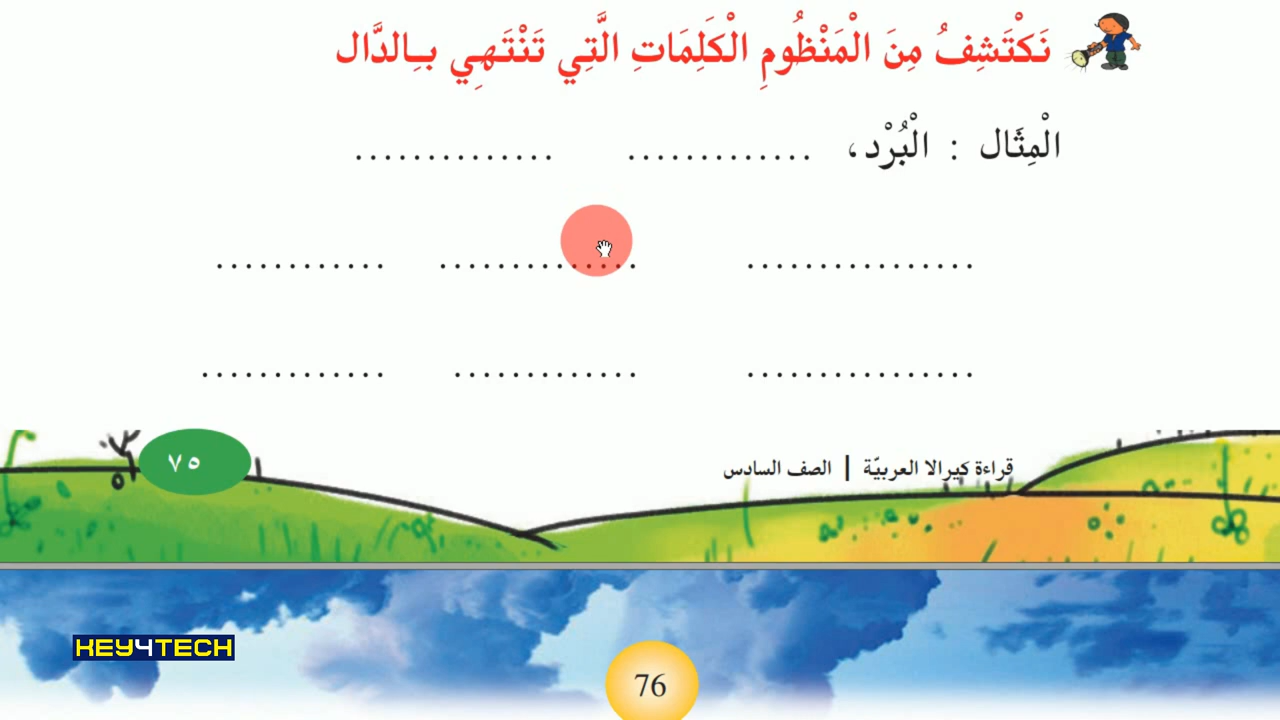 نَكْتَشِفُ مِنَ الْمَنْظُومِ الْكَلِمَاتِ الَّتِي تَنْتَهِي بِالدَّال
الْمِثَال : الْبُرْد، ............. ..............
................ .............. ............
................ ............. .............
قراءة كيرالا العربيّة | الصف السادس
٧٥
KEY4TECH
76